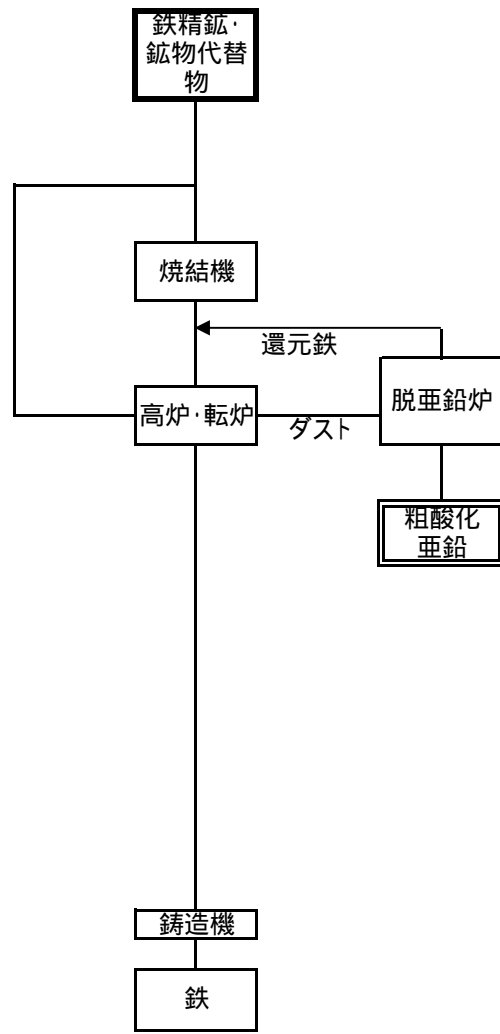 鉄精鉱･
鉱物代替
物
焼結機
還元鉄
高炉･転炉
ダスト
脱亜鉛炉
粗酸化
亜鉛
鋳造機
鉄